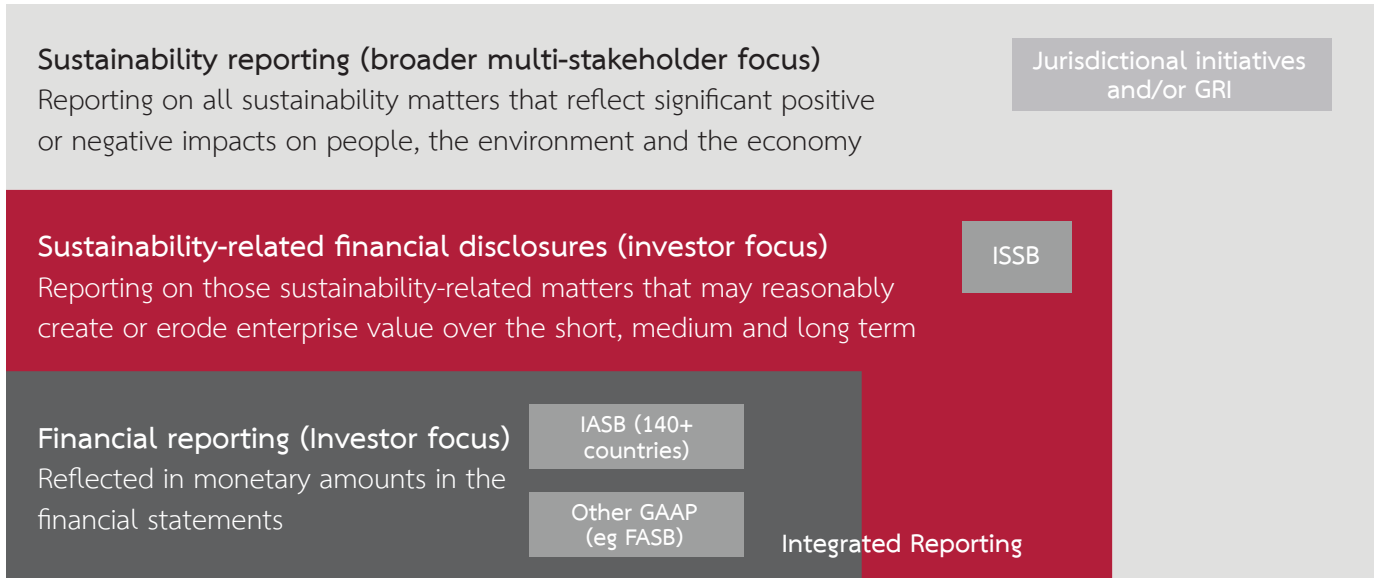 Sustainability reporting (broader multi-stakeholder focus)
Reporting on all sustainability matters that reflect significant positive
or negative impacts on people, the environment and the economy
Jurisdictional initiatives
and/or GRI
Sustainability-related financial disclosures (investor focus)
Reporting on those sustainability-related matters that may reasonably
create or erode enterprise value over the short, medium and long term
ISSB
Financial reporting (Investor focus)
Reflected in monetary amounts in the
financial statements
IASB (140+
countries)
Other GAAP
(eg FASB)
Integrated Reporting